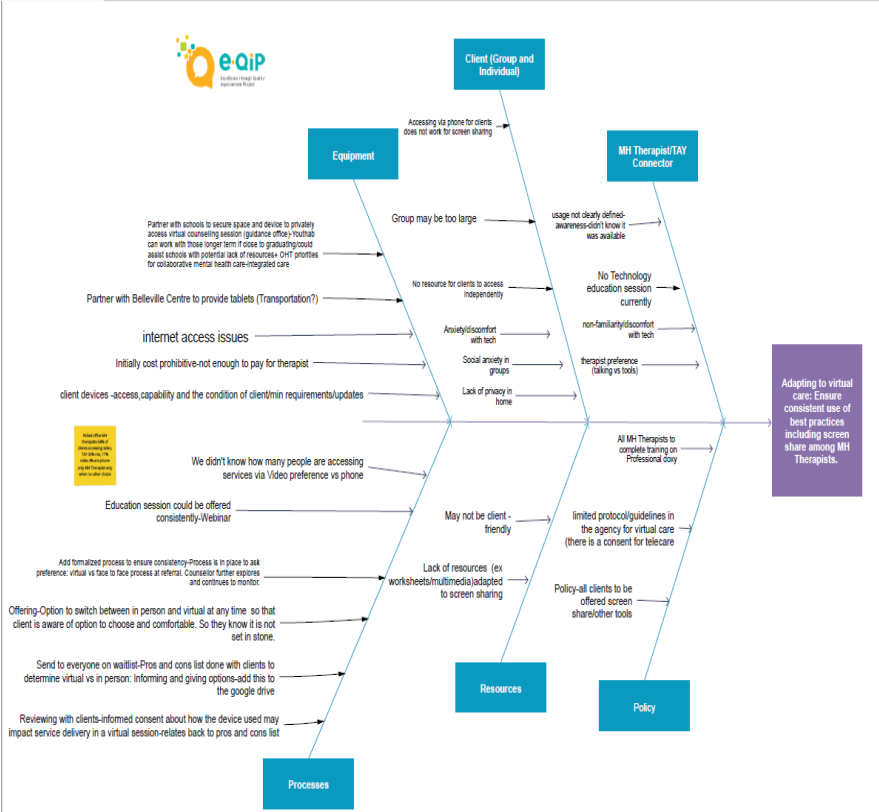 e-QiP
Excellence through Quality
Improvement Project
Client (Group and
Individual)
Accessing via phone for clients
does not work for screen sharing
Equipment
MH Therapist/TAY
Connector
Partner with schools to secure space and device to privately
access virtual counselling session (guidance office)-Youthab
can work with those longer term if close to graduating/could
assist schools with potential lack of resources+ OHT priorities
for collaborative mental health care-integrated care
Group may be too large
usage not clearly defined-
awareness-didn't know it
was available
Partner with Belleville Centre to provide tablets (Transportation?)
No resource for clients to access
independently
No Technology
education session
currently
internet access issues
Anxiety/discomfort
with tech
non-familiarity/discomfort
with tech
Initially cost prohibitive-not enough to pay for therapist
Social anxiety in
groups
therapist preference
(talking vs tools)
client devices -access,capability and the condition of client/min requirements/updates
Lack of privacy in
home
Adapting to virtual
care: Ensure
consistent use of
best practices
including screen
share among MH
Therapists.
We didn't know how many people are accessing
services via Video preference vs phone
All MH Therapists to
complete training on
Professional doxy
Education session could be offered
consistently-Webinar
May not be client -
friendly
limited protocol/guidelines in
the agency for virtual care
(there is a consent for telecare
Add formalized process to ensure consistency-Process is in place to ask
preference: virtual vs face to face process at referral. Counsellor further explores
and continues to monitor.
Lack of resources (ex
worksheets/multimedia)adapted
to screen sharing
Policy-all clients to be
offered screen
share/other tools
Offering-Option to switch between in person and virtual at any time so that
client is aware of option to choose and comfortable. So they know it is not
set in stone.
Send to everyone on waitlist-Pros and cons list done with clients to
determine virtual vs in person: Informing and giving options-add this to
the google drive
Resources
Policy
Reviewing with clients-informed consent about how the device used may
impact service delivery in a virtual session-relates back to pros and cons list
Processes